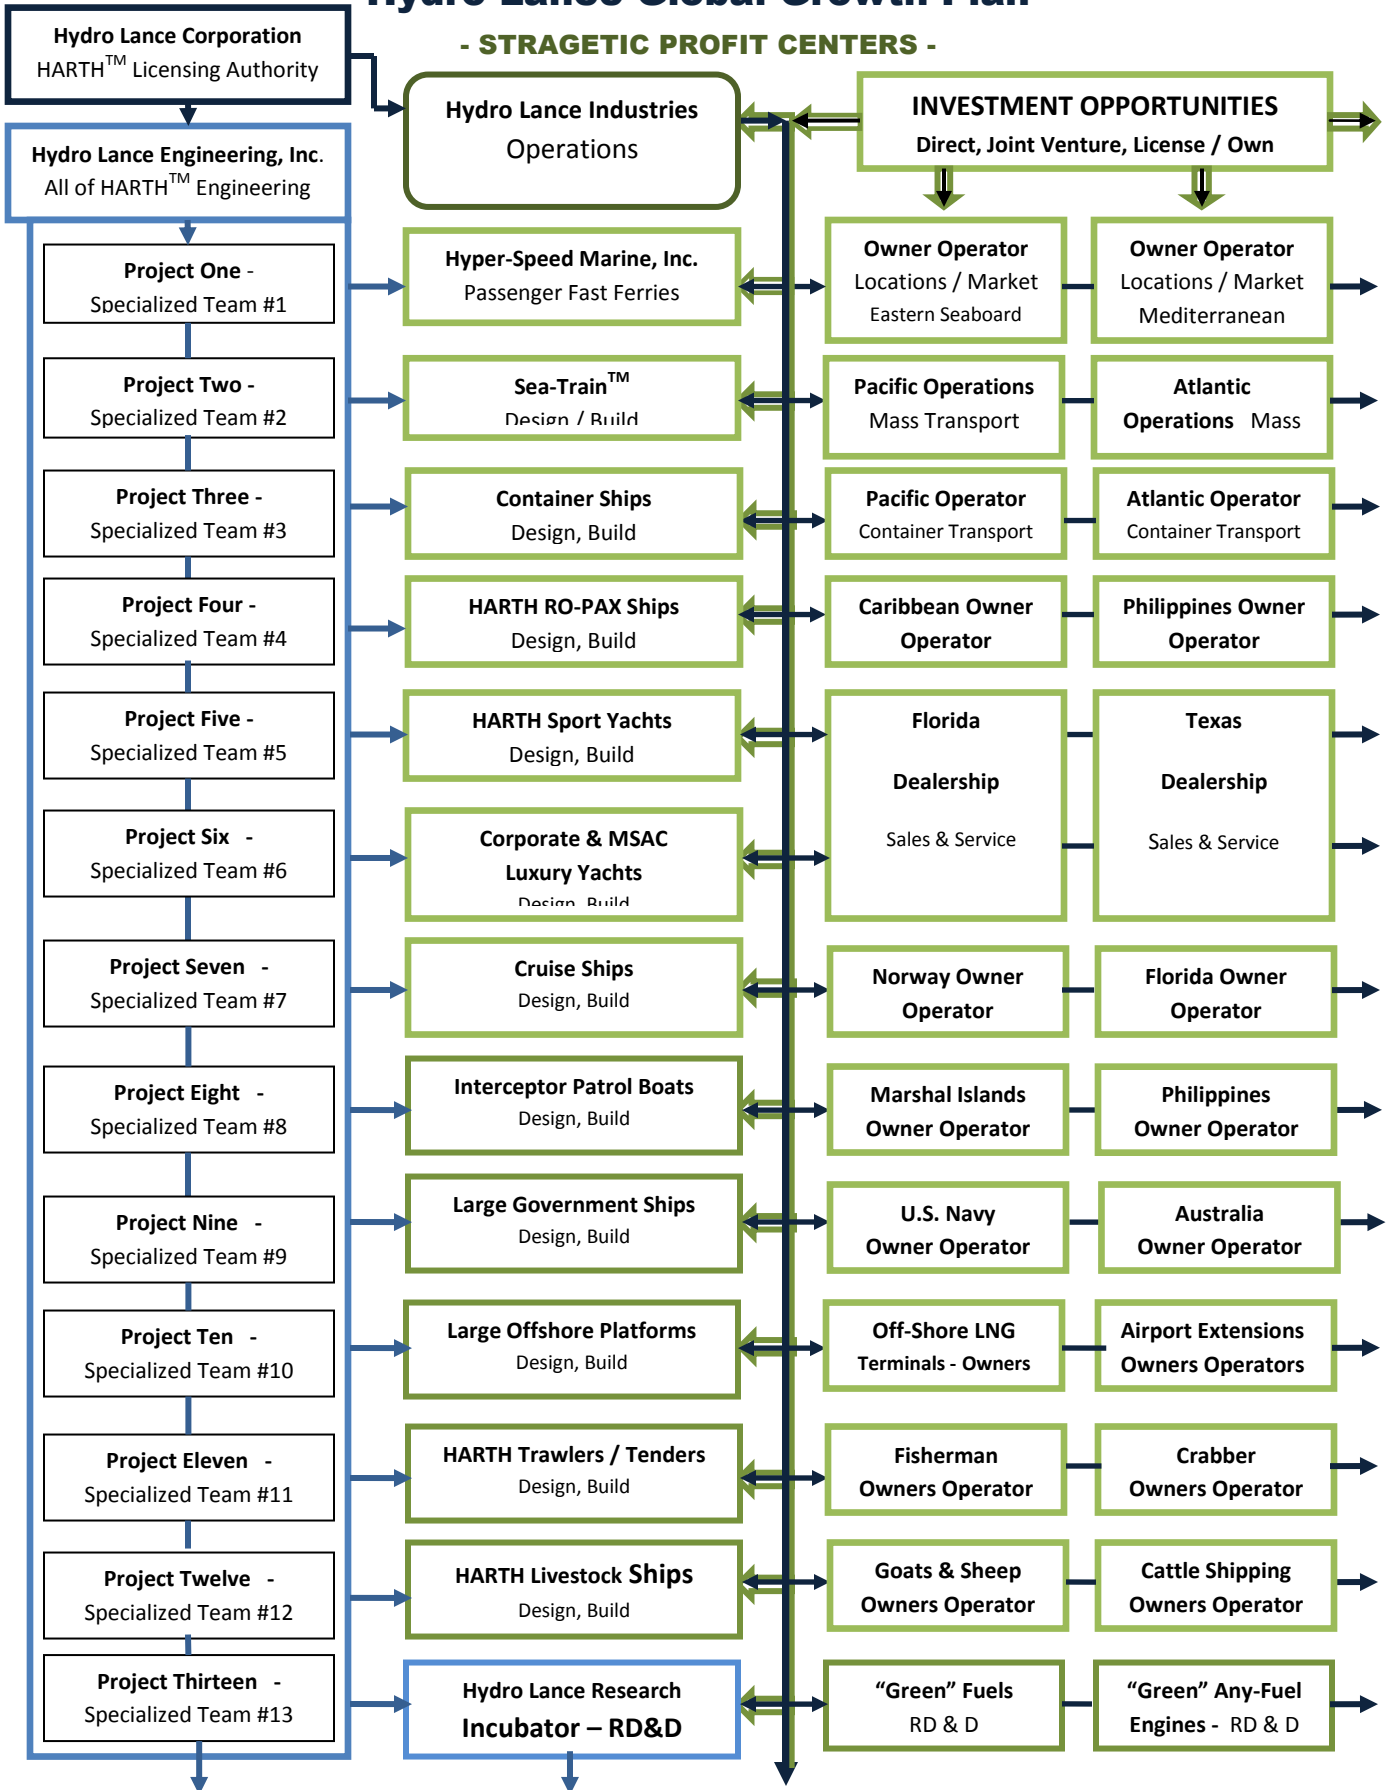 Hydro Lance Global Growth Plan
- STRAGETIC PROFIT CENTERS -
Hydro Lance Corporation
HARTH™ Licensing Authority
Hydro Lance Industries
Operations
INVESTMENT OPPORTUNITIES
Direct, Joint Venture, License / Own
Hydro Lance Engineering, Inc.
All of HARTH™ Engineering
Project One -
Specialized Team #1
Hyper-Speed Marine, Inc.
Passenger Fast Ferries
Owner Operator
Locations / Market
Eastern Seaboard
Owner Operator
Locations / Market
Mediterranean
Project Two -
Specialized Team #2
Sea-Train™
Design / Build
Pacific Operations
Mass Transport
Atlantic
Operations Mass
Project Three -
Specialized Team #3
Container Ships
Design, Build
Pacific Operator
Container Transport
Atlantic Operator
Container Transport
Project Four -
Specialized Team #4
HARTH RO-PAX Ships
Design, Build
Caribbean Owner
Operator
Philippines Owner
Operator
Project Five -
Specialized Team #5
HARTH Sport Yachts
Design, Build
Florida
Dealership
Sales & Service
Texas
Dealership
Sales & Service
Project Six -
Specialized Team #6
Corporate & MSAC
Luxury Yachts
Design, Build
Project Seven -
Specialized Team #7
Cruise Ships
Design, Build
Norway Owner
Operator
Florida Owner
Operator
Project Eight -
Specialized Team #8
Interceptor Patrol Boats
Design, Build
Marshal Islands
Owner Operator
Philippines
Owner Operator
Project Nine -
Specialized Team #9
Large Government Ships
Design, Build
U.S. Navy
Owner Operator
Australia
Owner Operator
Project Ten -
Specialized Team #10
Large Offshore Platforms
Design, Build
Off-Shore LNG
Terminals - Owners
Airport Extensions
Owners Operators
Project Eleven -
Specialized Team #11
HARTH Trawlers / Tenders
Design, Build
Fisherman
Owners Operator
Crabber
Owners Operator
Project Twelve -
Specialized Team #12
HARTH Livestock Ships
Design, Build
Goats & Sheep
Owners Operator
Cattle Shipping
Owners Operator
Project Thirteen -
Specialized Team #13
Hydro Lance Research
Incubator – RD&D
“Green” Fuels
RD & D
“Green” Any-Fuel
Engines - RD & D